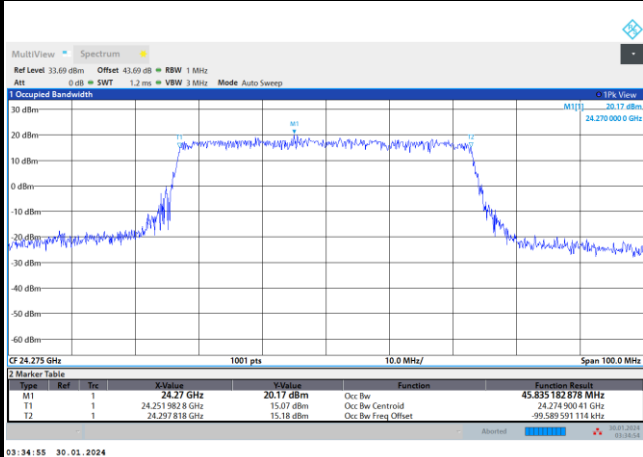 MultiView Spectrum
Ref Level 33.69 dBm Offset 43.69 dB RBW 1 MHz
Att 0 dB SWT 1.2 ms VBW 3 MHz Mode Auto Sweep
1 Occupied Bandwidth 1Pk View
M1[1] 20.17 dBm
24.270 000 0 GHz
30 dBm
M1
20 dBm
T1 T2
10 dBm
0 dBm
-10 dBm
-20 dBm
-30 dBm
-40 dBm
-50 dBm
-60 dBm
CF 24.275 GHz 1001 pts 10.0 MHz/ Span 100.0 MHz
2 Marker Table
Type Ref Trc X-Value Y-Value Function Function Result
M1 1 24.27 GHz 20.17 dBm Occ Bw 45.835 182 878 MHz
T1 1 24.251 982 8 GHz 15.07 dBm Occ Bw Centroid 24.274 900 41 GHz
T2 1 24.297 818 GHz 15.18 dBm Occ Bw Freq Offset -99.589 591 114 kHz
Aborted 30.01.2024
03:34:54
03:34:55 30.01.2024